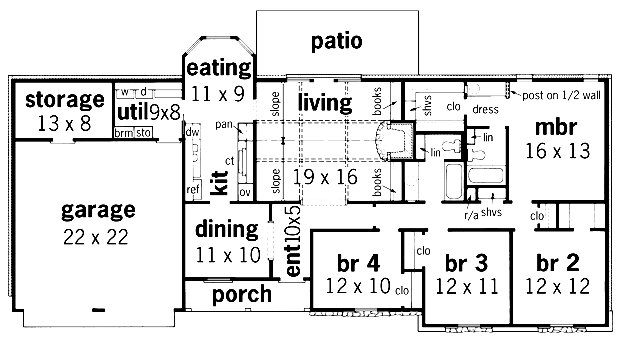 patio
eating
11 x 9
storage
13 x 8
w d
util 9x8
brm sto
dw
pan
ct
ref
ov
kit
slope
living
19 x 16
slope
books
books
shvs
clo
dress
post on 1/2 wall
mbr
16 x 13
lin
lin
r/a shvs
clo
garage
22 x 22
dining
11 x 10
ent 10x5
porch
br 4
12 x 10
clo
clo
br 3
12 x 11
br 2
12 x 12